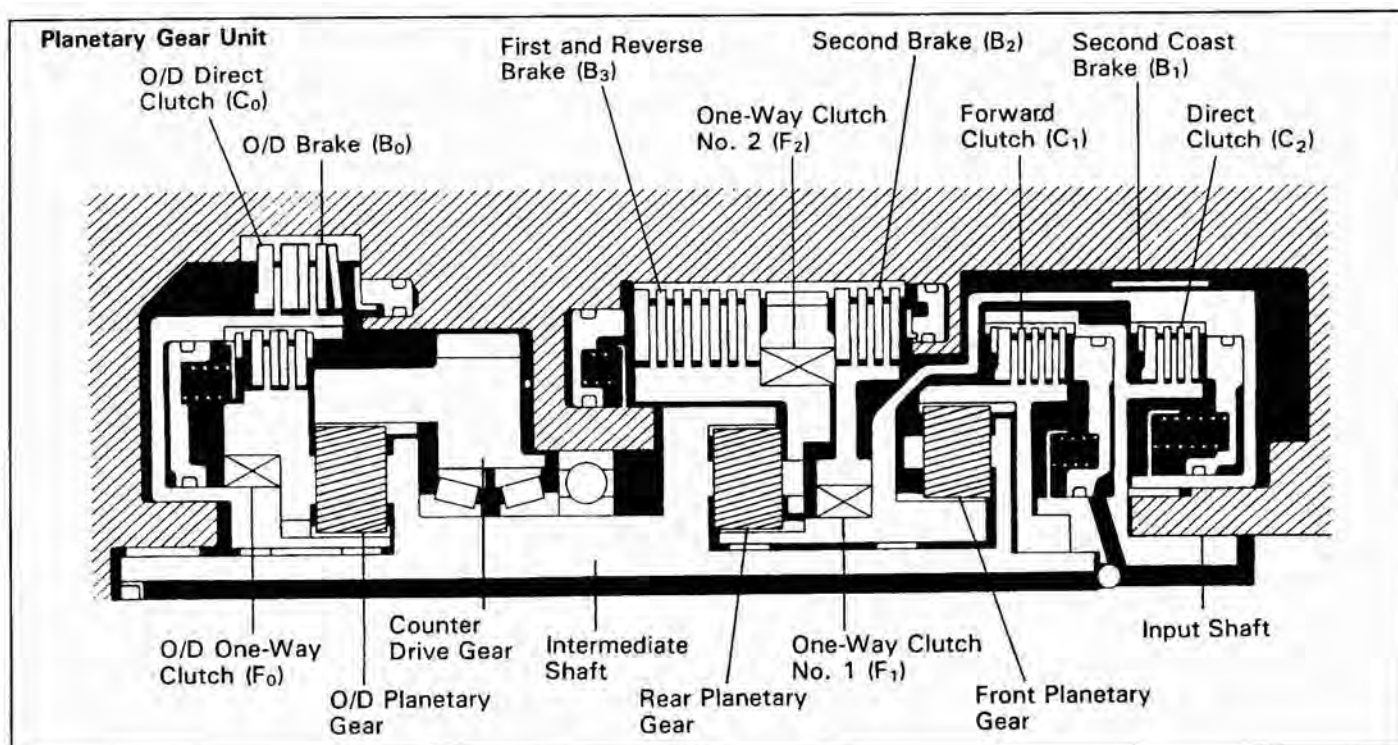 Planetary Gear Unit
O/D Direct
Clutch (C₀)
O/D Brake (B₀)
First and Reverse
Brake (B₃)
One-Way Clutch
No. 2 (F₂)
Second Brake (B₂)
Forward
Clutch (C₁)
Second Coast
Brake (B₁)
Direct
Clutch (C₂)
O/D One-Way
Clutch (F₀)
O/D Planetary
Gear
Counter
Drive Gear
Intermediate
Shaft
Rear Planetary
Gear
One-Way Clutch
No. 1 (F₁)
Front Planetary
Gear
Input Shaft